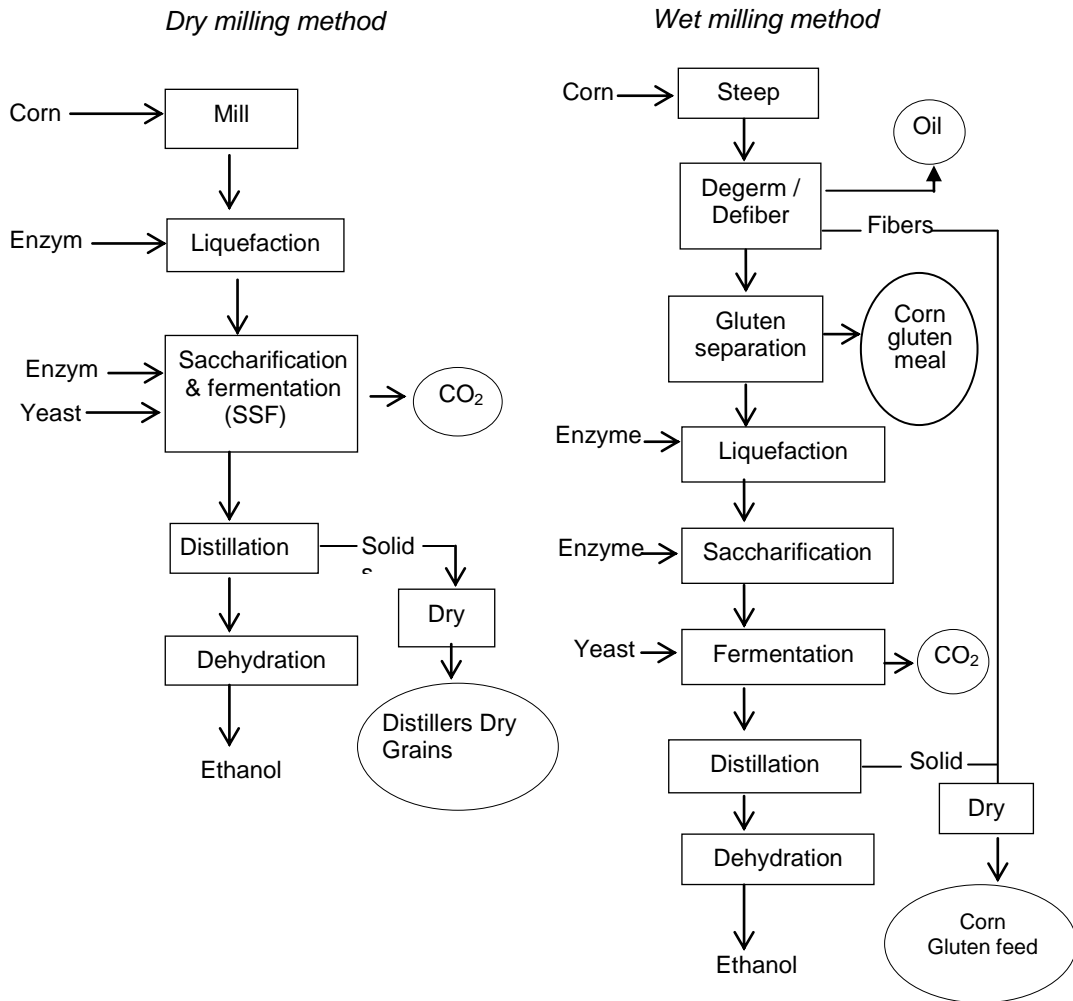 Dry milling method
Corn
Mill
Enzym
Liquefaction
Enzym
Yeast
Saccharification
& fermentation
(SSF)
CO₂
Distillation
Solid
s
Dry
Dehydration
Distillers Dry
Grains
Ethanol
Wet milling method
Corn
Steep
Oil
Degerm /
Defiber
Fibers
Gluten
separation
Corn
gluten
meal
Enzyme
Liquefaction
Enzyme
Saccharification
Yeast
Fermentation
CO₂
Distillation
Solid
Dry
Dehydration
Corn
Gluten feed
Ethanol